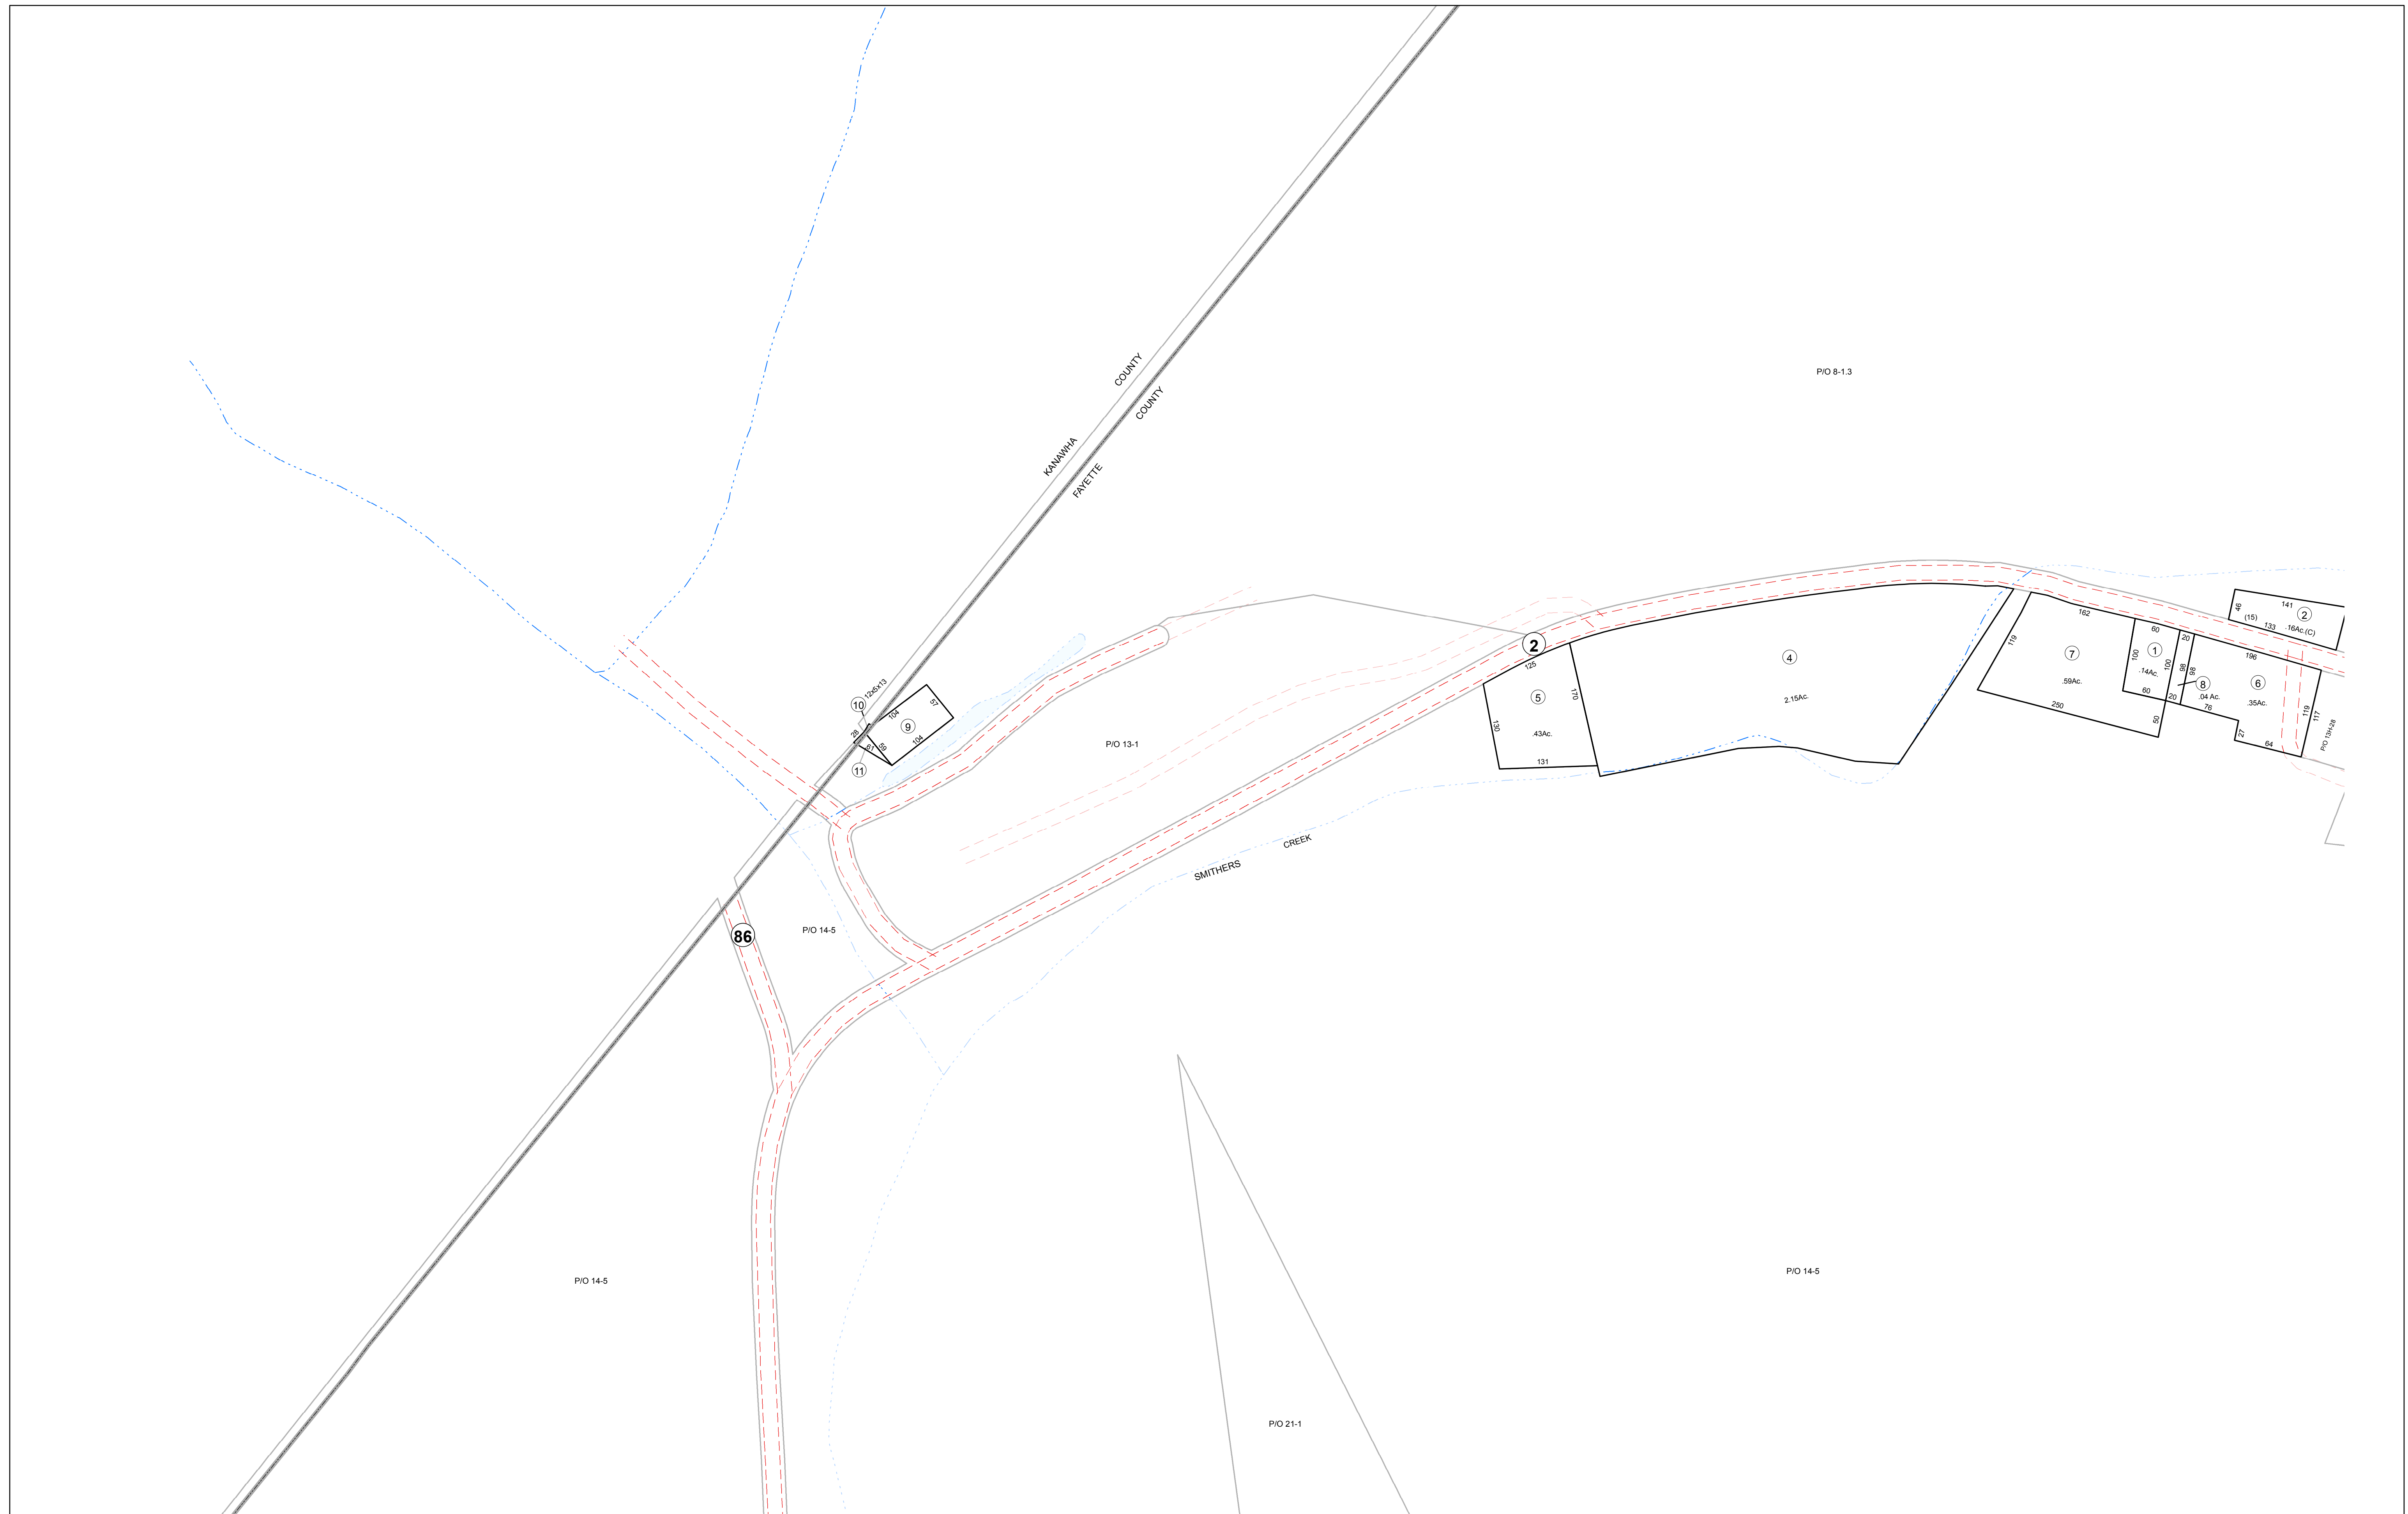 P/O 8-1.3
KANAWHA COUNTY
FAYETTE COUNTY
46
141
2
(15)
133
.16Ac.(C)
2
125
5
.43Ac.
130
131
170
4
2.15Ac.
119
162
7
.59Ac.
250
50
60
1
.14Ac.
100
100
60
20
98
98
8
.04 Ac.
20
76
196
6
.35Ac.
27
64
119
117
P/O 13H-28
10
12x5x13
104
57
9
104
28
61
59
11
P/O 13-1
SMITHERS CREEK
86
P/O 14-5
P/O 14-5
P/O 14-5
P/O 21-1